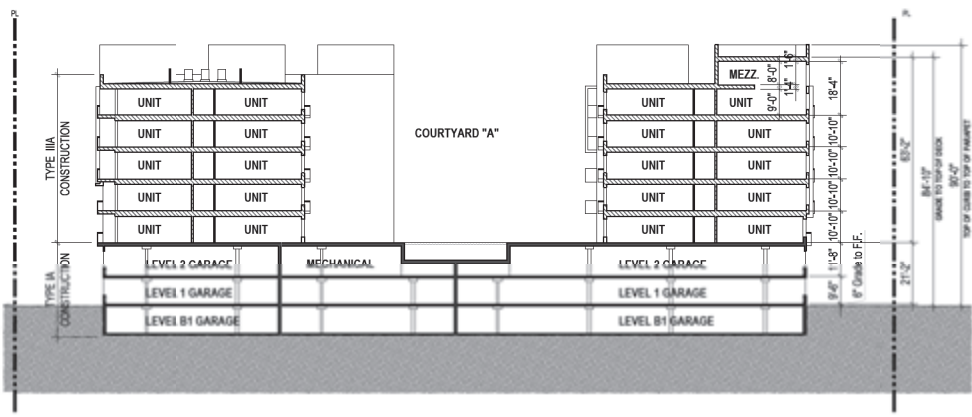 PL
PL
MEZZ.
1'-6"
8'-0"
1'-4"
9'-0"
18'-4"
UNIT UNIT UNIT UNIT
UNIT UNIT COURTYARD "A" UNIT UNIT
10'-10"
UNIT UNIT UNIT UNIT
10'-10"
UNIT UNIT UNIT UNIT
10'-10"
UNIT UNIT UNIT UNIT
10'-10"
TYPE IIIA
CONSTRUCTION
63'-2"
84'-10"
GRADE TO TOP OF DECK
90'-0"
TOP OF CURB TO TOP OF PARAPET
LEVEL 2 GARAGE MECHANICAL LEVEL 2 GARAGE
11'-8"
LEVEL 1 GARAGE LEVEL 1 GARAGE
9'-6"
6" Grade to F.F.
21'-2"
LEVEL B1 GARAGE LEVEL B1 GARAGE
TYPE IA
CONSTRUCTION